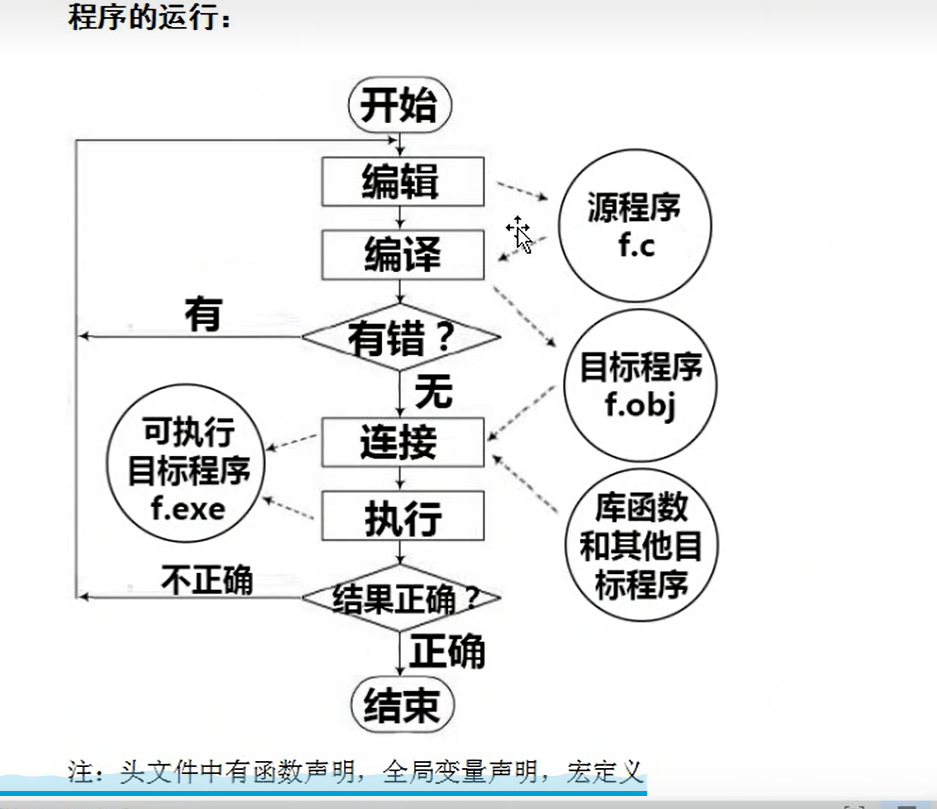 程序的运行：
开始
编辑
源程序
f.c
编译
有
有错？
目标程序
f.obj
无
可执行
目标程序
f.exe
连接
库函数
和其他目
标程序
执行
不正确
结果正确？
正确
结束
注：头文件中有函数声明，全局变量声明，宏定义